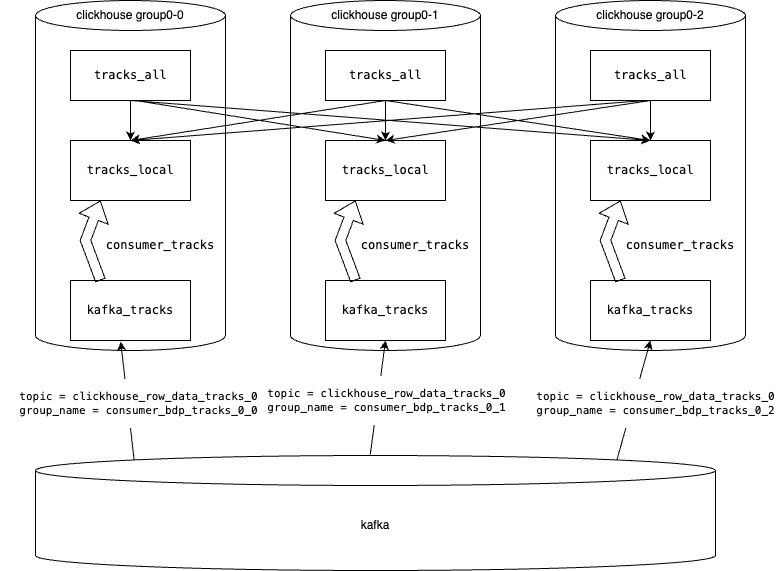 clickhouse group0-0
clickhouse group0-1
clickhouse group0-2
tracks_all
tracks_all
tracks_all
tracks_local
tracks_local
tracks_local
consumer_tracks
consumer_tracks
consumer_tracks
kafka_tracks
kafka_tracks
kafka_tracks
topic = clickhouse_row_data_tracks_0
group_name = consumer_bdp_tracks_0_0
topic = clickhouse_row_data_tracks_0
group_name = consumer_bdp_tracks_0_1
topic = clickhouse_row_data_tracks_0
group_name = consumer_bdp_tracks_0_2
kafka